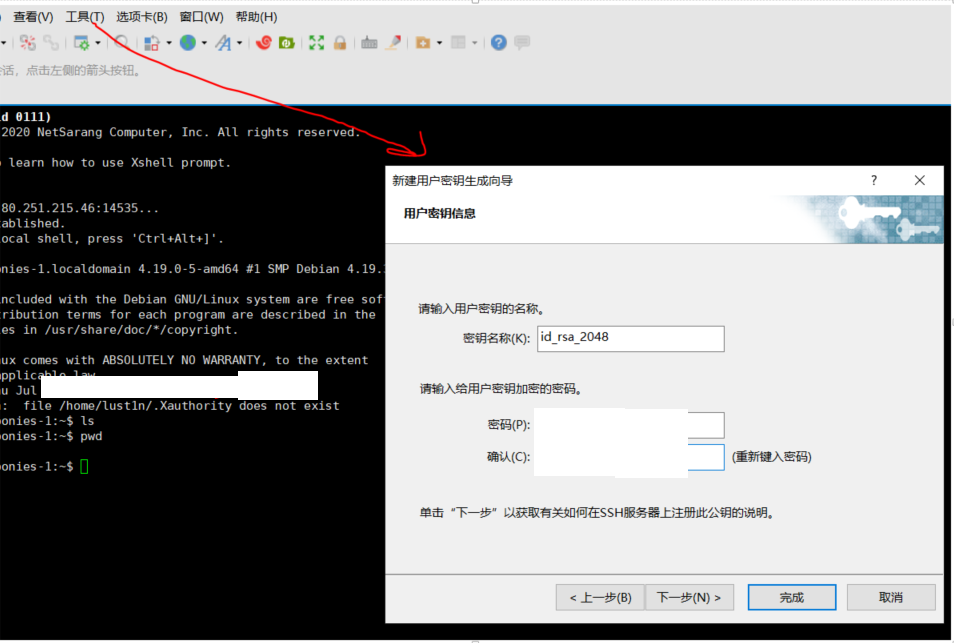 查看(V) 工具(T) 选项卡(B) 窗口(W) 帮助(H)
话，点击左侧的箭头按钮。
d 0111)
2020 NetSarang Computer, Inc. All rights reserved.
learn how to use Xshell prompt.
80.251.215.46:14535...
ablished.
ocal shell, press 'Ctrl+Alt+]'.
onies-1.localdomain 4.19.0-5-amd64 #1 SMP Debian 4.19.
included with the Debian GNU/Linux system are free sof
tribution terms for each program are described in the
es in /usr/share/doc/*/copyright.
ux comes with ABSOLUTELY NO WARRANTY, to the extent
applicable law
u Jul
: file /home/lust1n/.Xauthority does not exist
onies-1:~$ ls
onies-1:~$ pwd
onies-1:~$
新建用户密钥生成向导
?
用户密钥信息
请输入用户密钥的名称。
密钥名称(K): id_rsa_2048
请输入给用户密钥加密的密码。
密码(P):
确认(C): (重新键入密码)
单击“下一步”以获取有关如何在SSH服务器上注册此公钥的说明。
< 上一步(B) 下一步(N) > 完成 取消